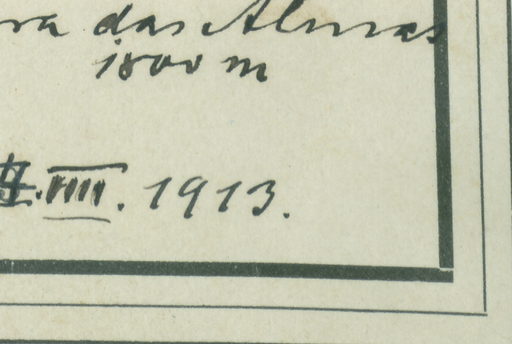 ra das Almas
1800 m
VIII. 1913.